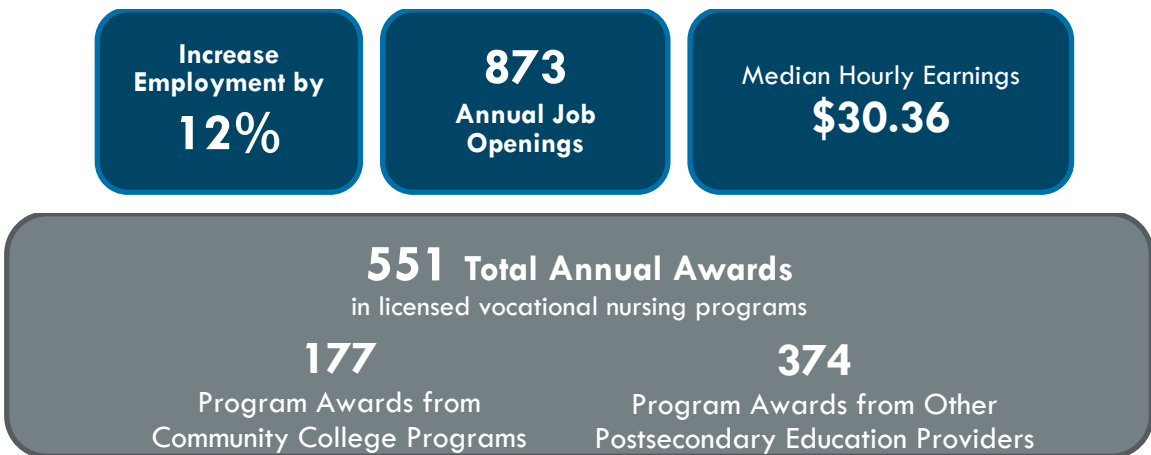 Increase
Employment by
12%
873
Annual Job
Openings
Median Hourly Earnings
$30.36
551 Total Annual Awards
in licensed vocational nursing programs
177
Program Awards from
Community College Programs
374
Program Awards from Other
Postsecondary Education Providers